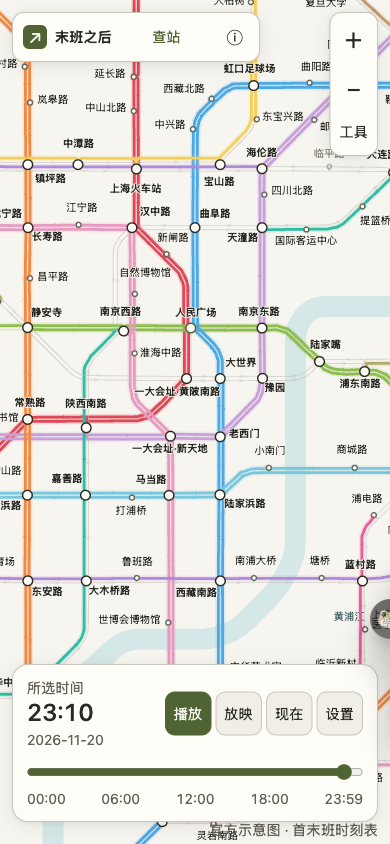 末班之后
查站
+
−
工具
延长路
虹口足球场
曲阳路
西藏北路
岚皋路
中山北路
中兴路
东宝兴路
中潭路
海伦路
镇坪路
上海火车站
宝山路
四川北路
江宁路
汉中路
曲阜路
提篮桥
长寿路
新闸路
天潼路
国际客运中心
昌平路
自然博物馆
静安寺
南京西路
人民广场
南京东路
陆家嘴
淮海中路
大世界
浦东南路
常熟路
陕西南路
一大会址·黄陂南路
豫园
一大会址·新天地
老西门
小南门
商城路
嘉善路
马当路
打浦桥
陆家浜路
浦电路
鲁班路
南浦大桥
塘桥
蓝村路
东安路
大木桥路
西藏南路
世博会博物馆
黄浦江
临沂新村
所选时间
23:10
2026-11-20
播放
放映
现在
设置
00:00
06:00
12:00
18:00
23:59
官方示意图 · 首末班时刻表